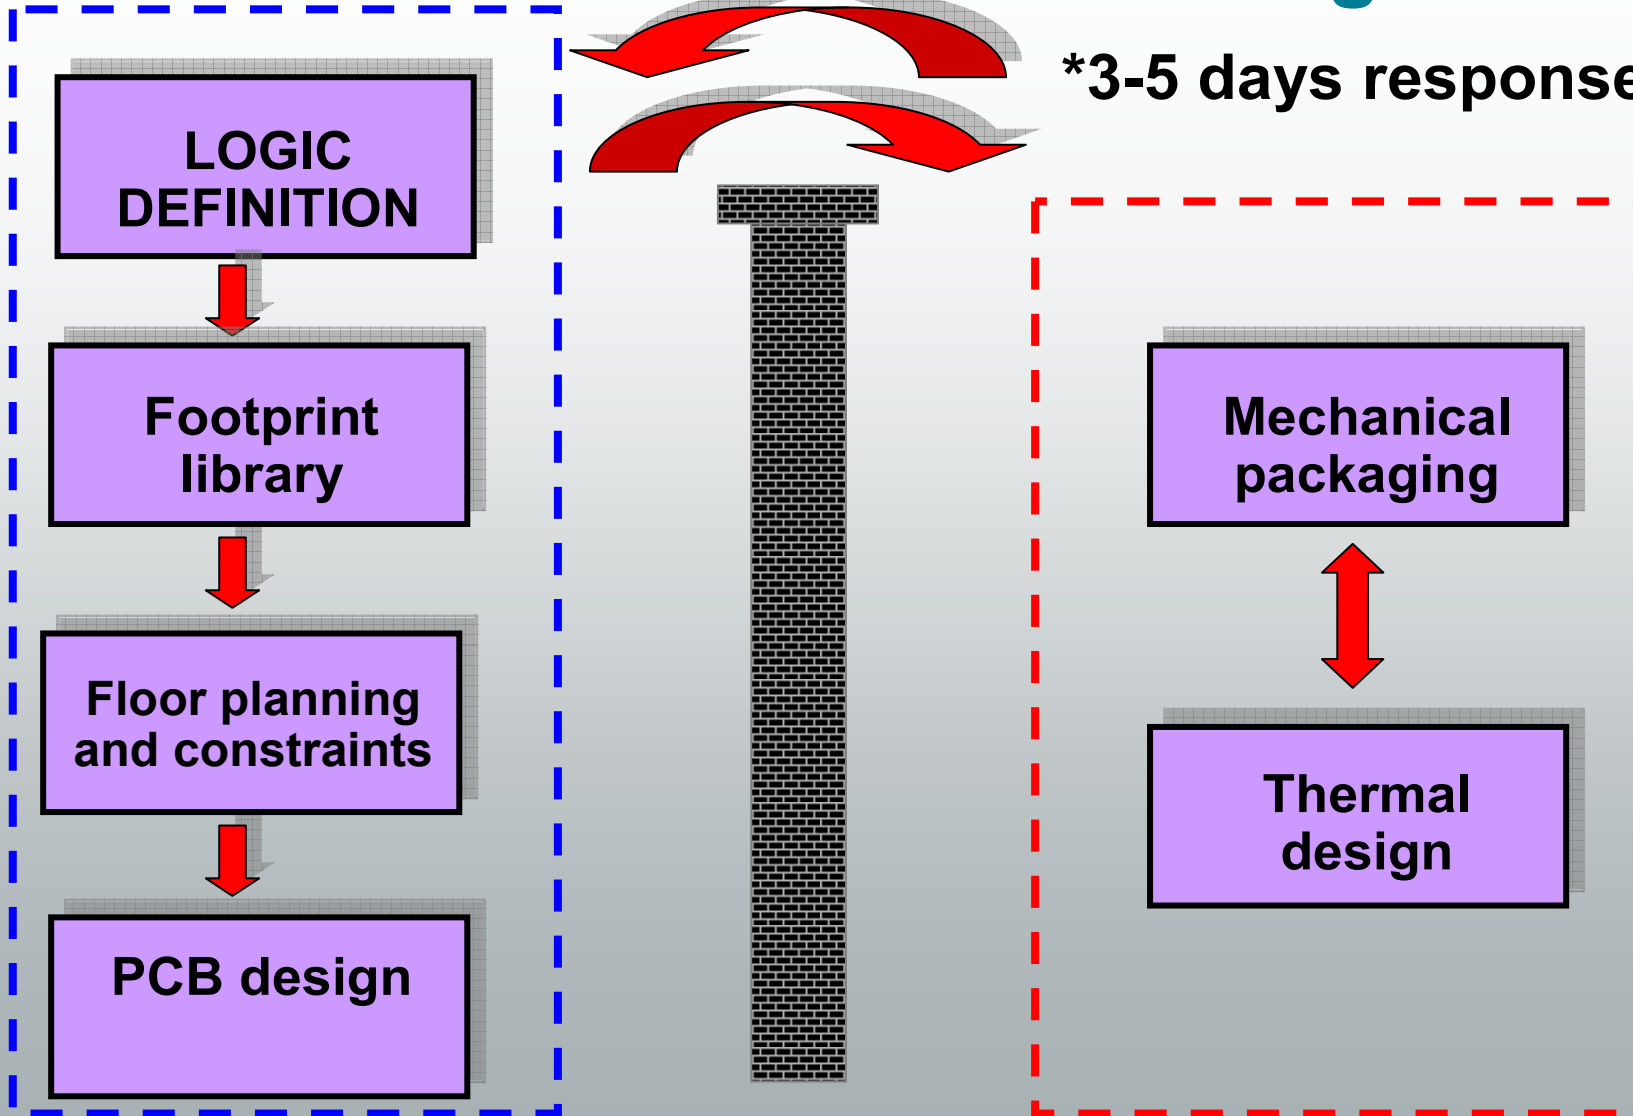 *3-5 days response
LOGIC
DEFINITION
Footprint
library
Floor planning
and constraints
PCB design
Mechanical
packaging
Thermal
design